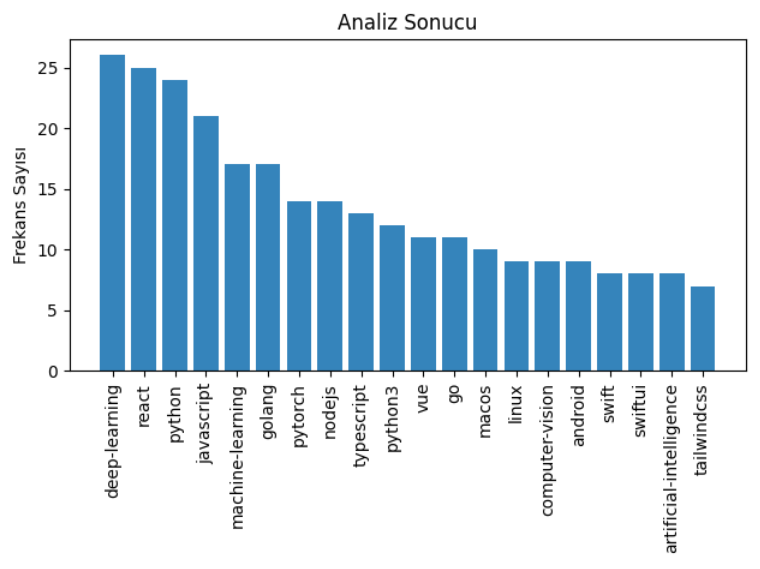 Analiz Sonucu
Frekans Sayısı
25
20
15
10
5
0
deep-learning
react
python
javascript
machine-learning
golang
pytorch
nodejs
typescript
python3
vue
go
macos
linux
computer-vision
android
swift
swiftui
artificial-intelligence
tailwindcss